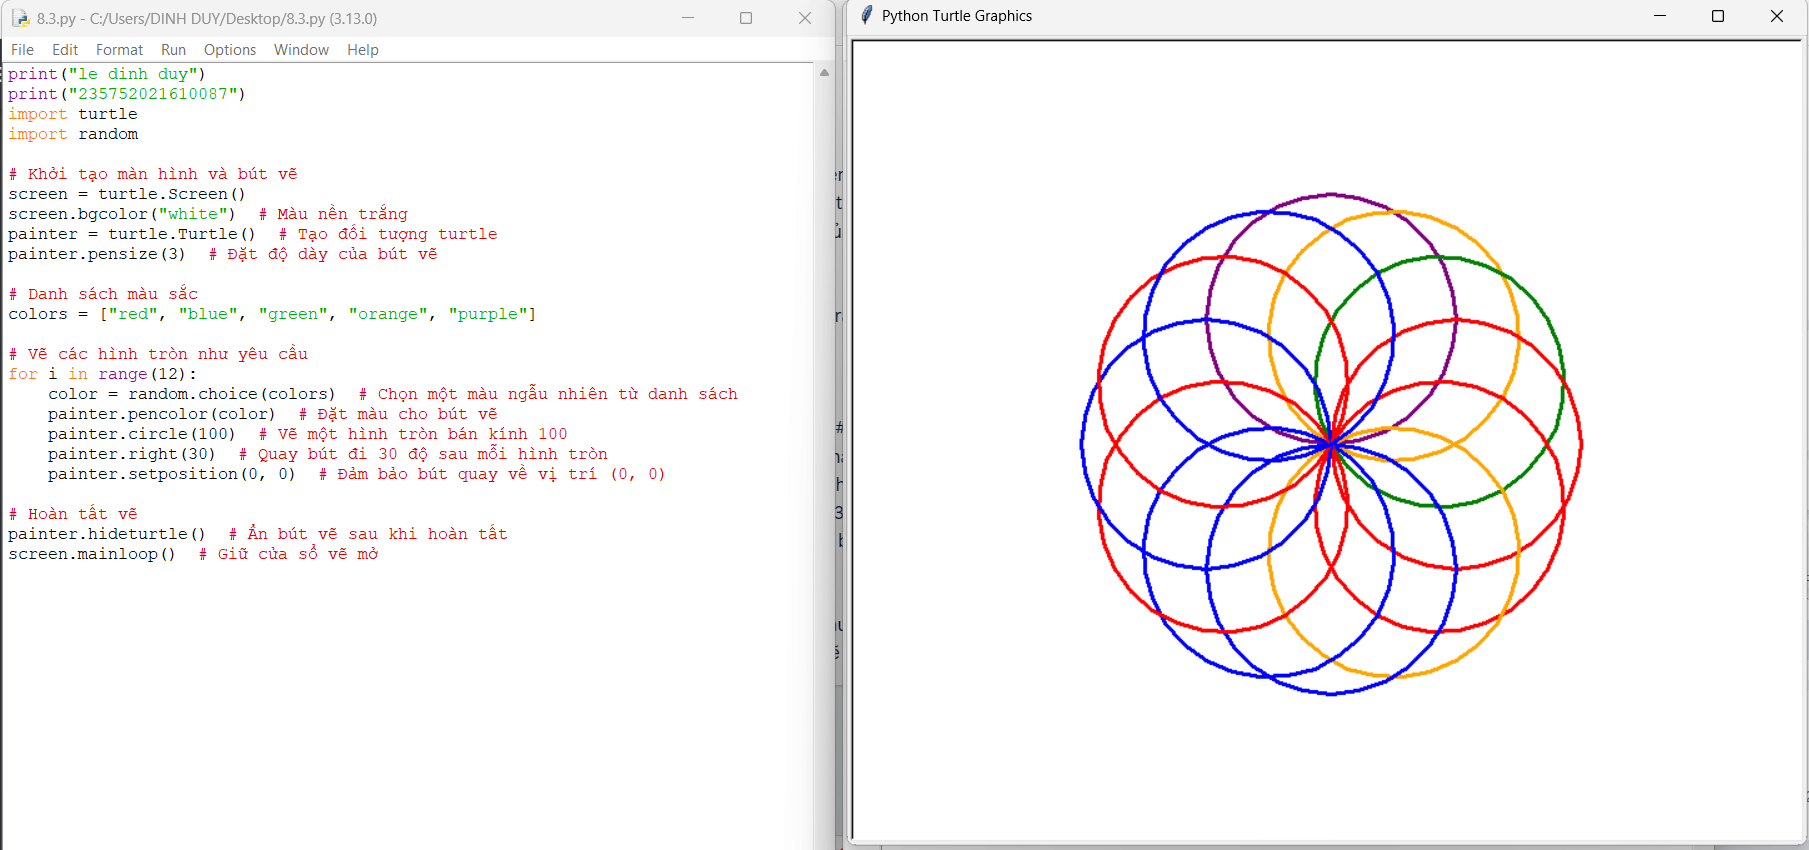 8.3.py - C:/Users/DINH DUY/Desktop/8.3.py (3.13.0)
File Edit Format Run Options Window Help
print("le dinh duy")
print("235752021610087")
import turtle
import random
# Khởi tạo màn hình và bút vẽ
screen = turtle.Screen()
screen.bgcolor("white")  # Màu nền trắng
painter = turtle.Turtle()  # Tạo đối tượng turtle
painter.pensize(3)  # Đặt độ dày của bút vẽ
# Danh sách màu sắc
colors = ["red", "blue", "green", "orange", "purple"]
# Vẽ các hình tròn như yêu cầu
for i in range(12):
    color = random.choice(colors)  # Chọn một màu ngẫu nhiên từ danh sách
    painter.pencolor(color)  # Đặt màu cho bút vẽ
    painter.circle(100)  # Vẽ một hình tròn bán kính 100
    painter.right(30)  # Quay bút đi 30 độ sau mỗi hình tròn
    painter.setposition(0, 0)  # Đảm bảo bút quay về vị trí (0, 0)
# Hoàn tất vẽ
painter.hideturtle()  # Ẩn bút vẽ sau khi hoàn tất
screen.mainloop()  # Giữ cửa sổ vẽ mở
Python Turtle Graphics